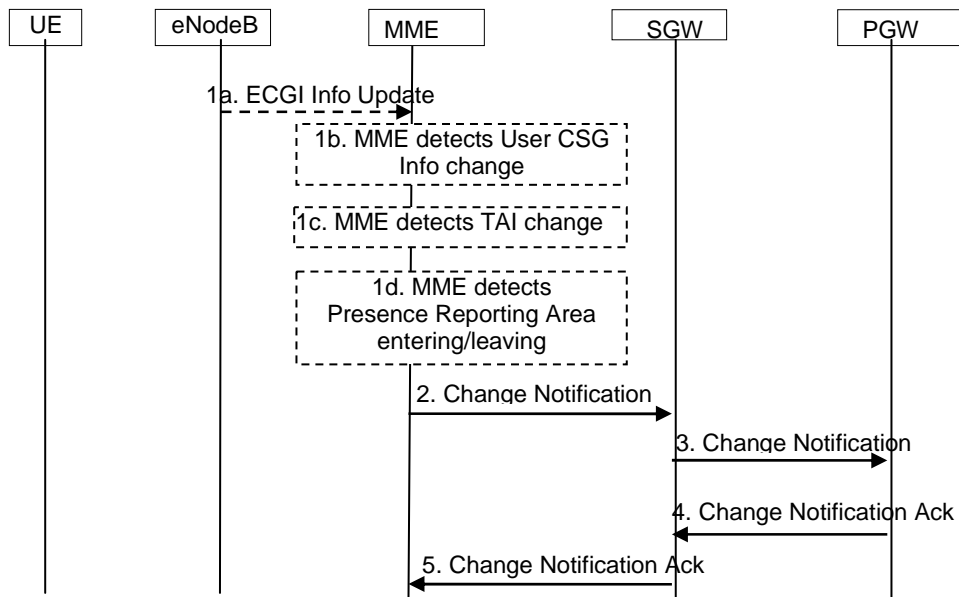 UE
eNodeB
MME
SGW
PGW
1a. ECGI Info Update
1b. MME detects User CSG
Info change
1c. MME detects TAI change
1d. MME detects
Presence Reporting Area
entering/leaving
2. Change Notification
3. Change Notification
4. Change Notification Ack
5. Change Notification Ack